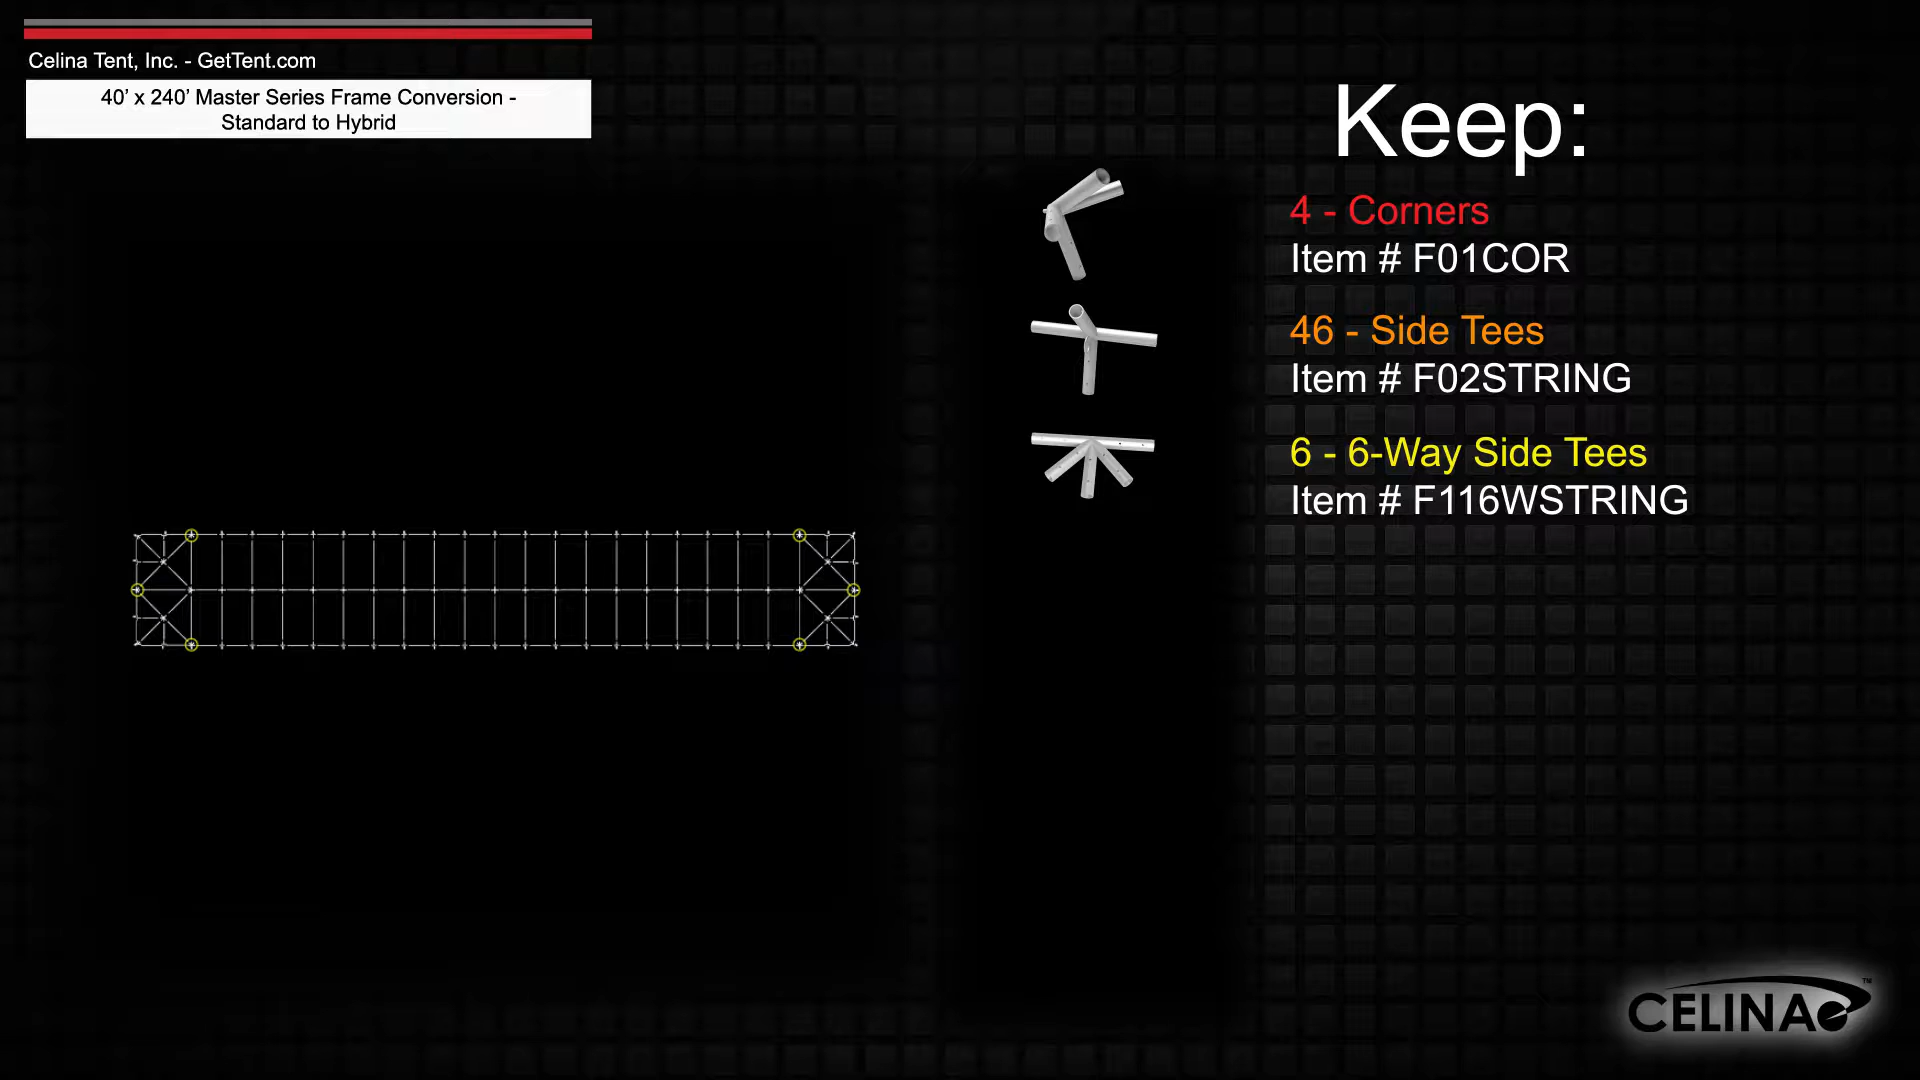 Celina Tent, Inc. - GetTent.com
40’ x 240’ Master Series Frame Conversion -
Standard to Hybrid
Keep:
4 - Corners
Item # F01COR
46 - Side Tees
Item # F02STRING
6 - 6-Way Side Tees
Item # F116WSTRING
CELINA
TM